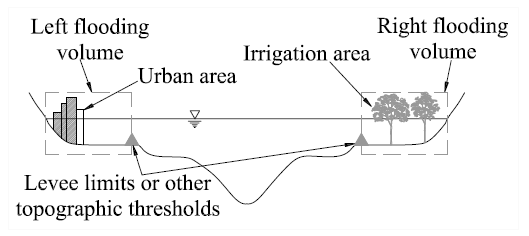 Left flooding
volume
Urban area
Irrigation area
Right flooding
volume
Levee limits or other
topographic thresholds